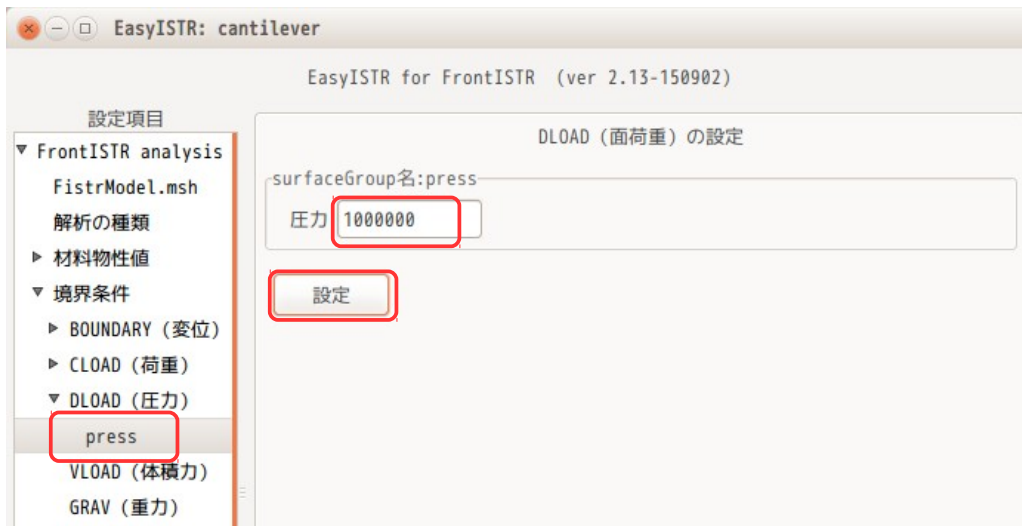 EasyISTR: cantilever
EasyISTR for FrontISTR (ver 2.13-150902)
設定項目
FrontISTR analysis
FistrModel.msh
解析の種類
材料物性値
境界条件
BOUNDARY (変位)
CLOAD (荷重)
DLOAD (圧力)
press
VLOAD (体積力)
GRAV (重力)
DLOAD (面荷重) の設定
surfaceGroup名:press
圧力 1000000
設定